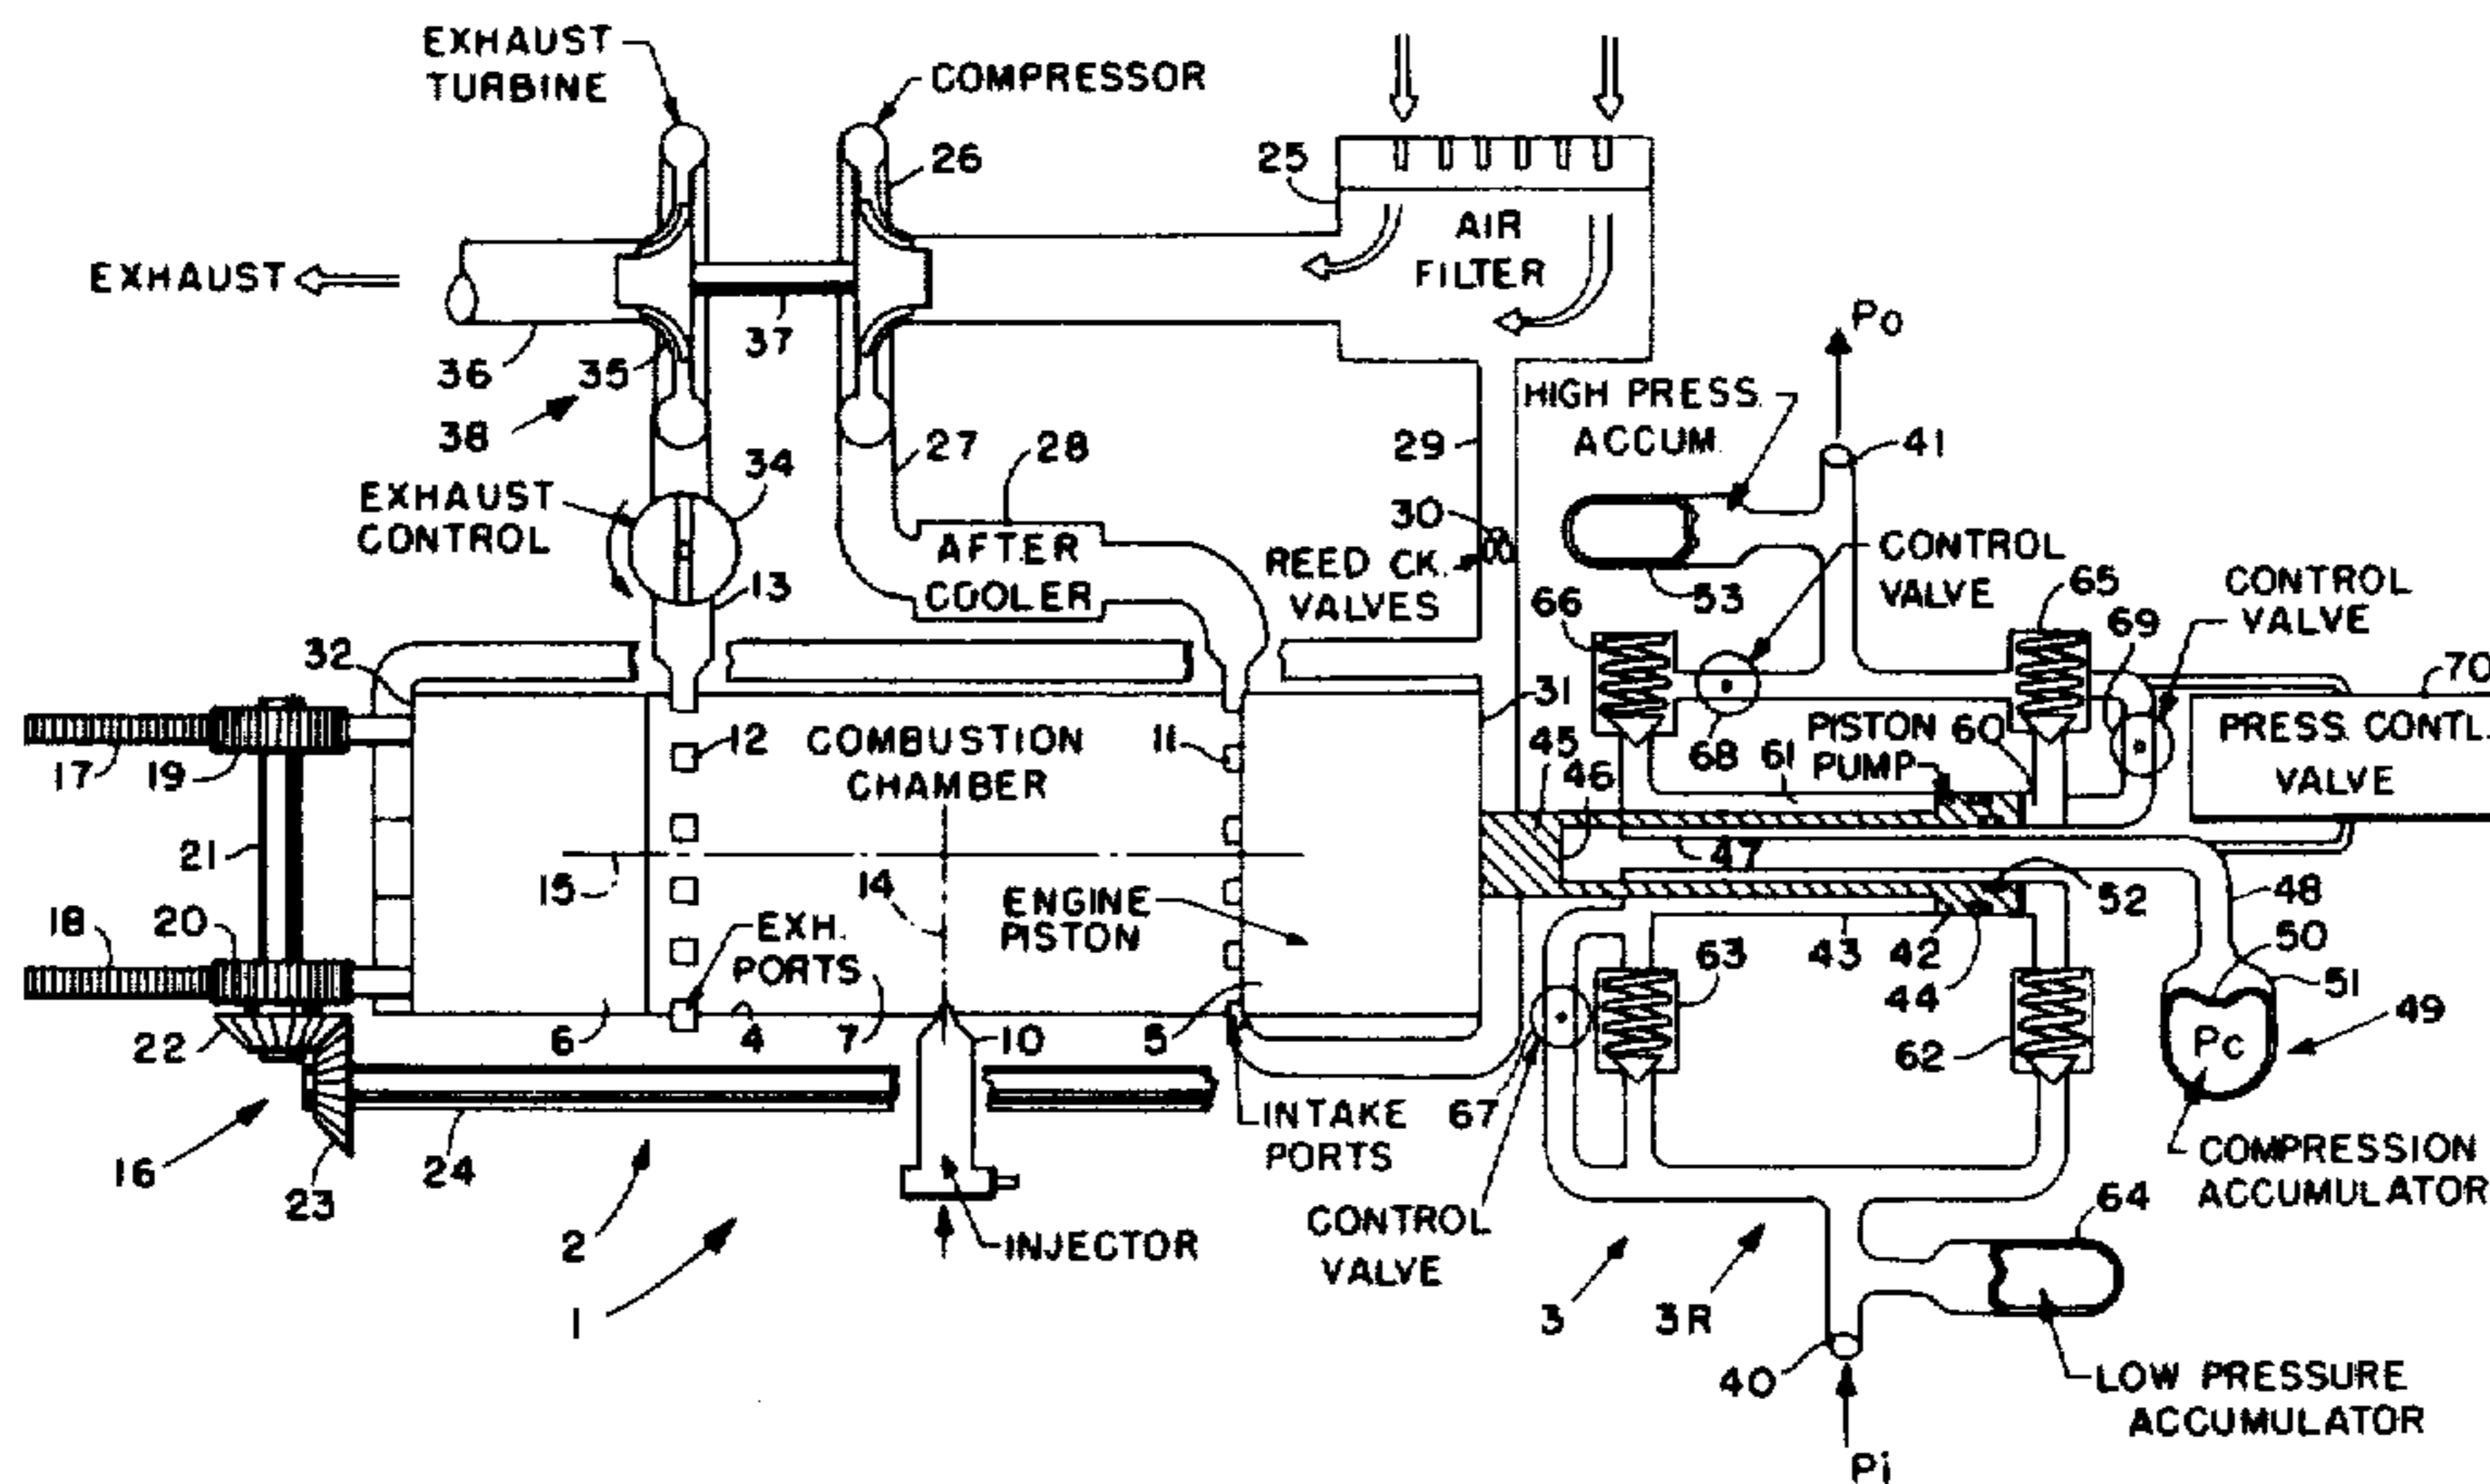 EXHAUST
TURBINE
COMPRESSOR
26
25
AIR
FILTER
EXHAUST
36
35
37
38
Po
HIGH PRESS.
ACCUM.
41
27
28
29
34
EXHAUST
CONTROL
13
AFTER
COOLER
30
REED CK.
VALVES
53
CONTROL
VALVE
66
65
CONTROL
VALVE
69
70
32
31
17
19
12
COMBUSTION
CHAMBER
11
45
46
68
61
PISTON
PUMP
60
PRESS. CONTL.
VALVE
21
15
14
47
48
18
20
EXH.
PORTS
ENGINE
PISTON
52
50
51
49
22
6
4
7
10
5
63
43
42
44
62
Pc
16
23
24
2
1
INJECTOR
INTAKE
PORTS
67
CONTROL
VALVE
3
3R
COMPRESSION
ACCUMULATOR
64
40
Pi
LOW PRESSURE
ACCUMULATOR